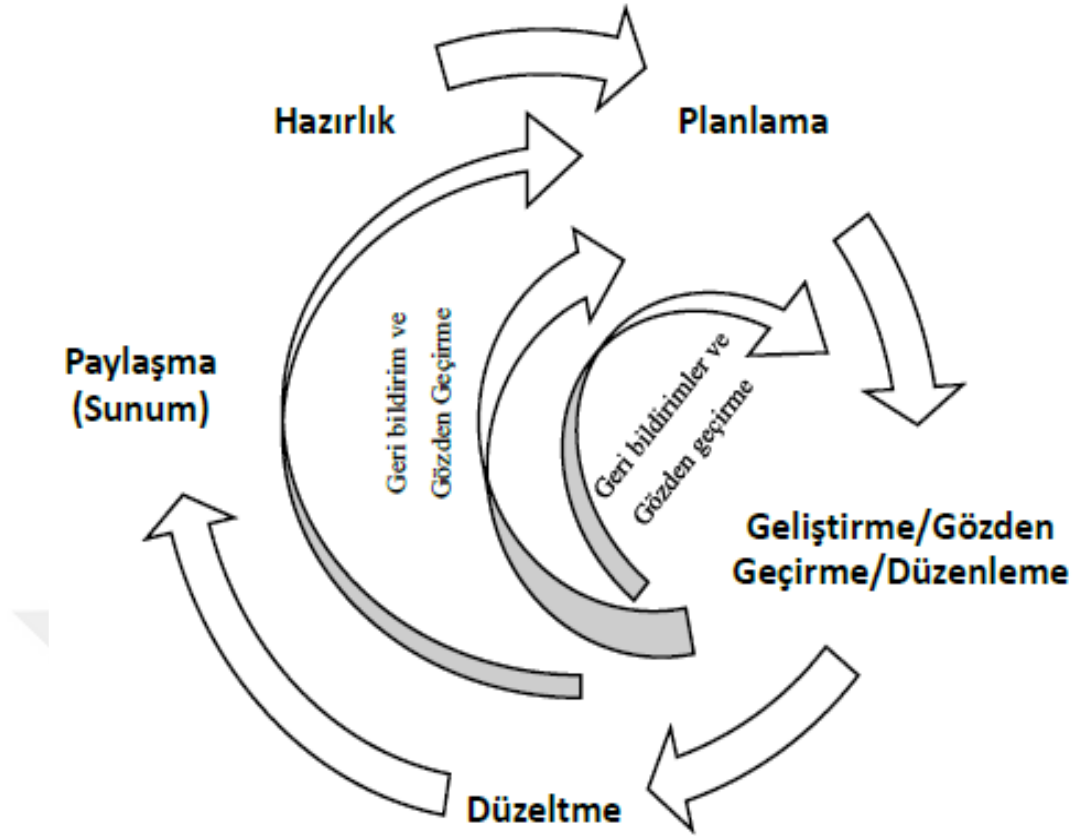 Hazırlık
Planlama
Paylaşma
(Sunum)
Geri bildirim ve
Gözden Geçirme
Geri bildirimler ve
Gözden geçirme
Geliştirme/Gözden
Geçirme/Düzenleme
Düzeltme